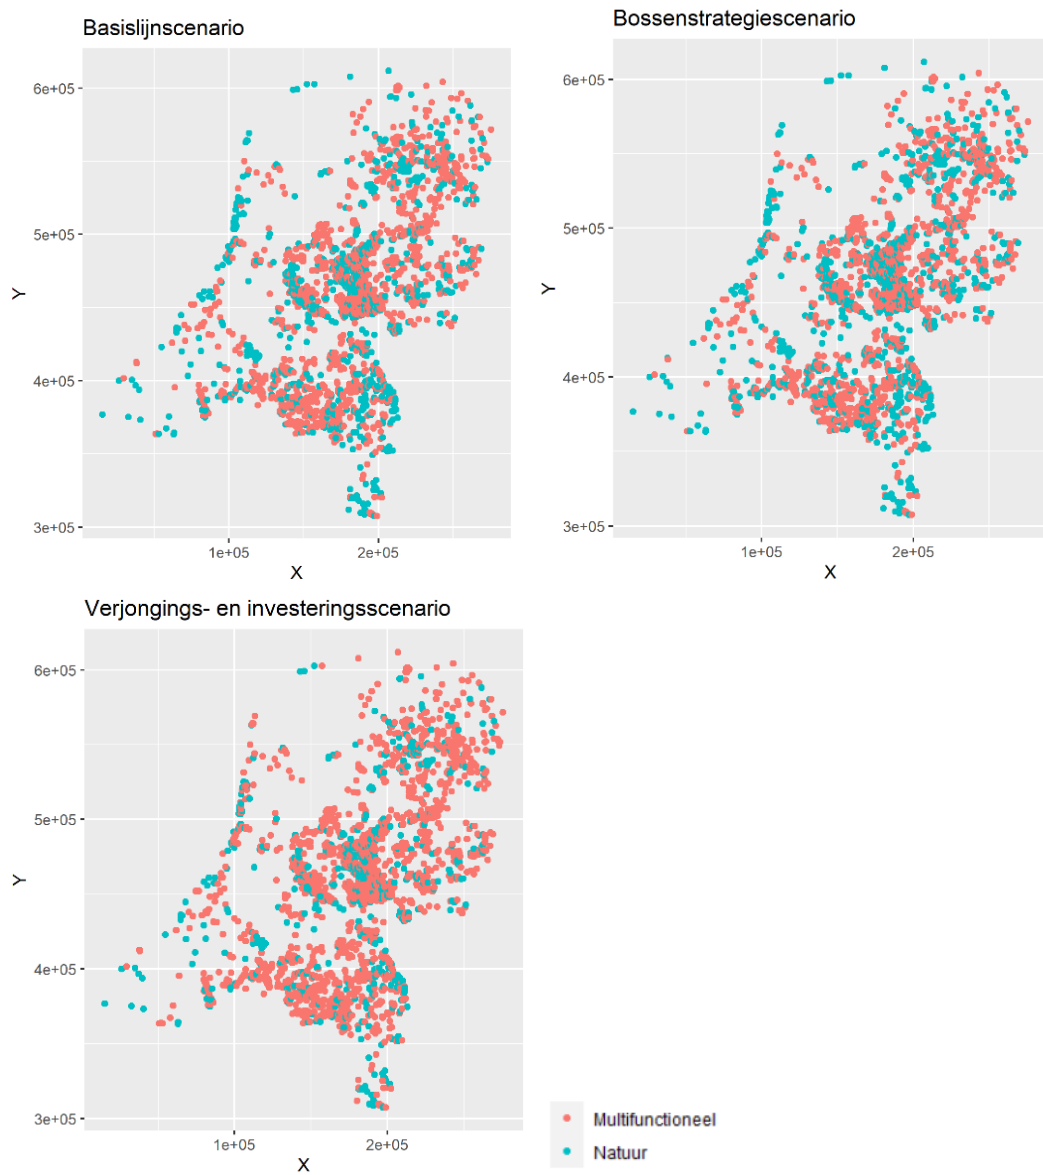 Basislijnscenario
6e+05
5e+05
4e+05
3e+05
Y
1e+05
2e+05
X
Bossenstrategiescenario
6e+05
5e+05
4e+05
3e+05
Y
1e+05
2e+05
X
Verjongings- en investeringsscenario
6e+05
5e+05
4e+05
3e+05
Y
1e+05
2e+05
X
Multifunctioneel
Natuur